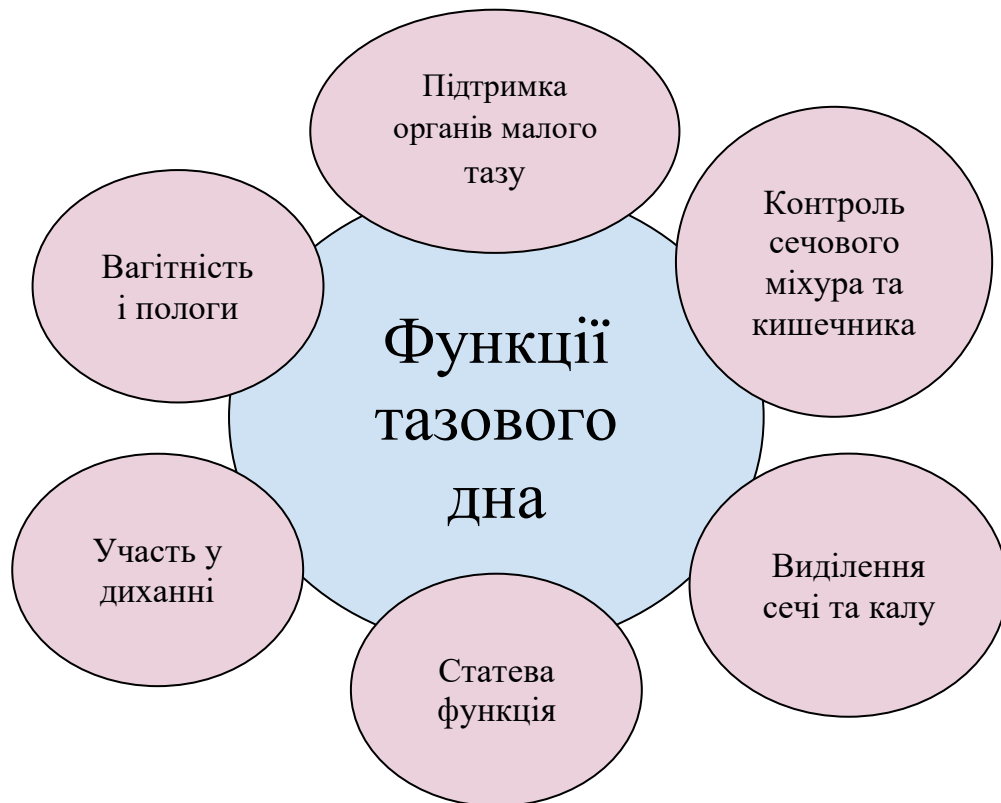 Підтримка
органів малого
тазу
Контроль
сечового
міхура та
кишечника
Вагітність
і пологи
Функції
тазового
дна
Участь у
диханні
Виділення
сечі та калу
Статева
функція